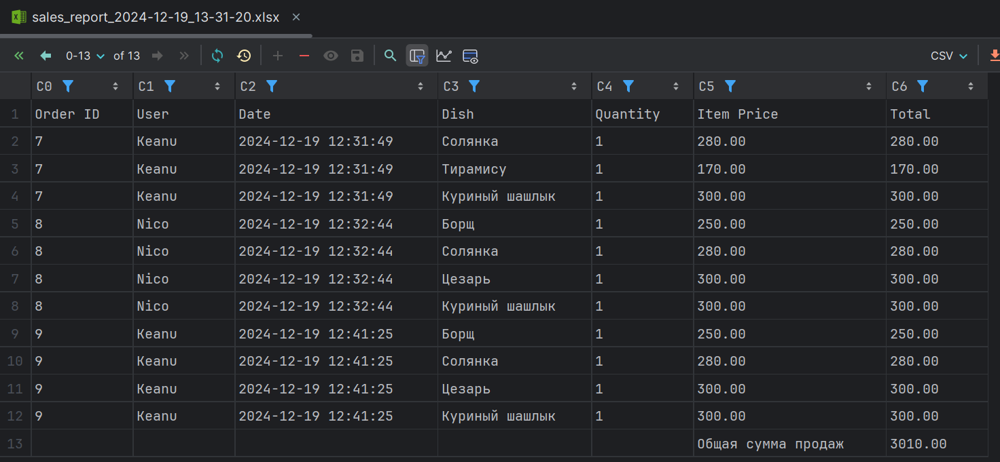 sales_report_2024-12-19_13-31-20.xlsx
0-13 of 13 CSV
C0 C1 C2 C3 C4 C5 C6
1 Order ID User Date Dish Quantity Item Price Total
2 7 Keanu 2024-12-19 12:31:49 Солянка 1 280.00 280.00
3 7 Keanu 2024-12-19 12:31:49 Тирамису 1 170.00 170.00
4 7 Keanu 2024-12-19 12:31:49 Куриный шашлык 1 300.00 300.00
5 8 Nico 2024-12-19 12:32:44 Борщ 1 250.00 250.00
6 8 Nico 2024-12-19 12:32:44 Солянка 1 280.00 280.00
7 8 Nico 2024-12-19 12:32:44 Цезарь 1 300.00 300.00
8 8 Nico 2024-12-19 12:32:44 Куриный шашлык 1 300.00 300.00
9 9 Keanu 2024-12-19 12:41:25 Борщ 1 250.00 250.00
10 9 Keanu 2024-12-19 12:41:25 Солянка 1 280.00 280.00
11 9 Keanu 2024-12-19 12:41:25 Цезарь 1 300.00 300.00
12 9 Keanu 2024-12-19 12:41:25 Куриный шашлык 1 300.00 300.00
13 Общая сумма продаж 3010.00